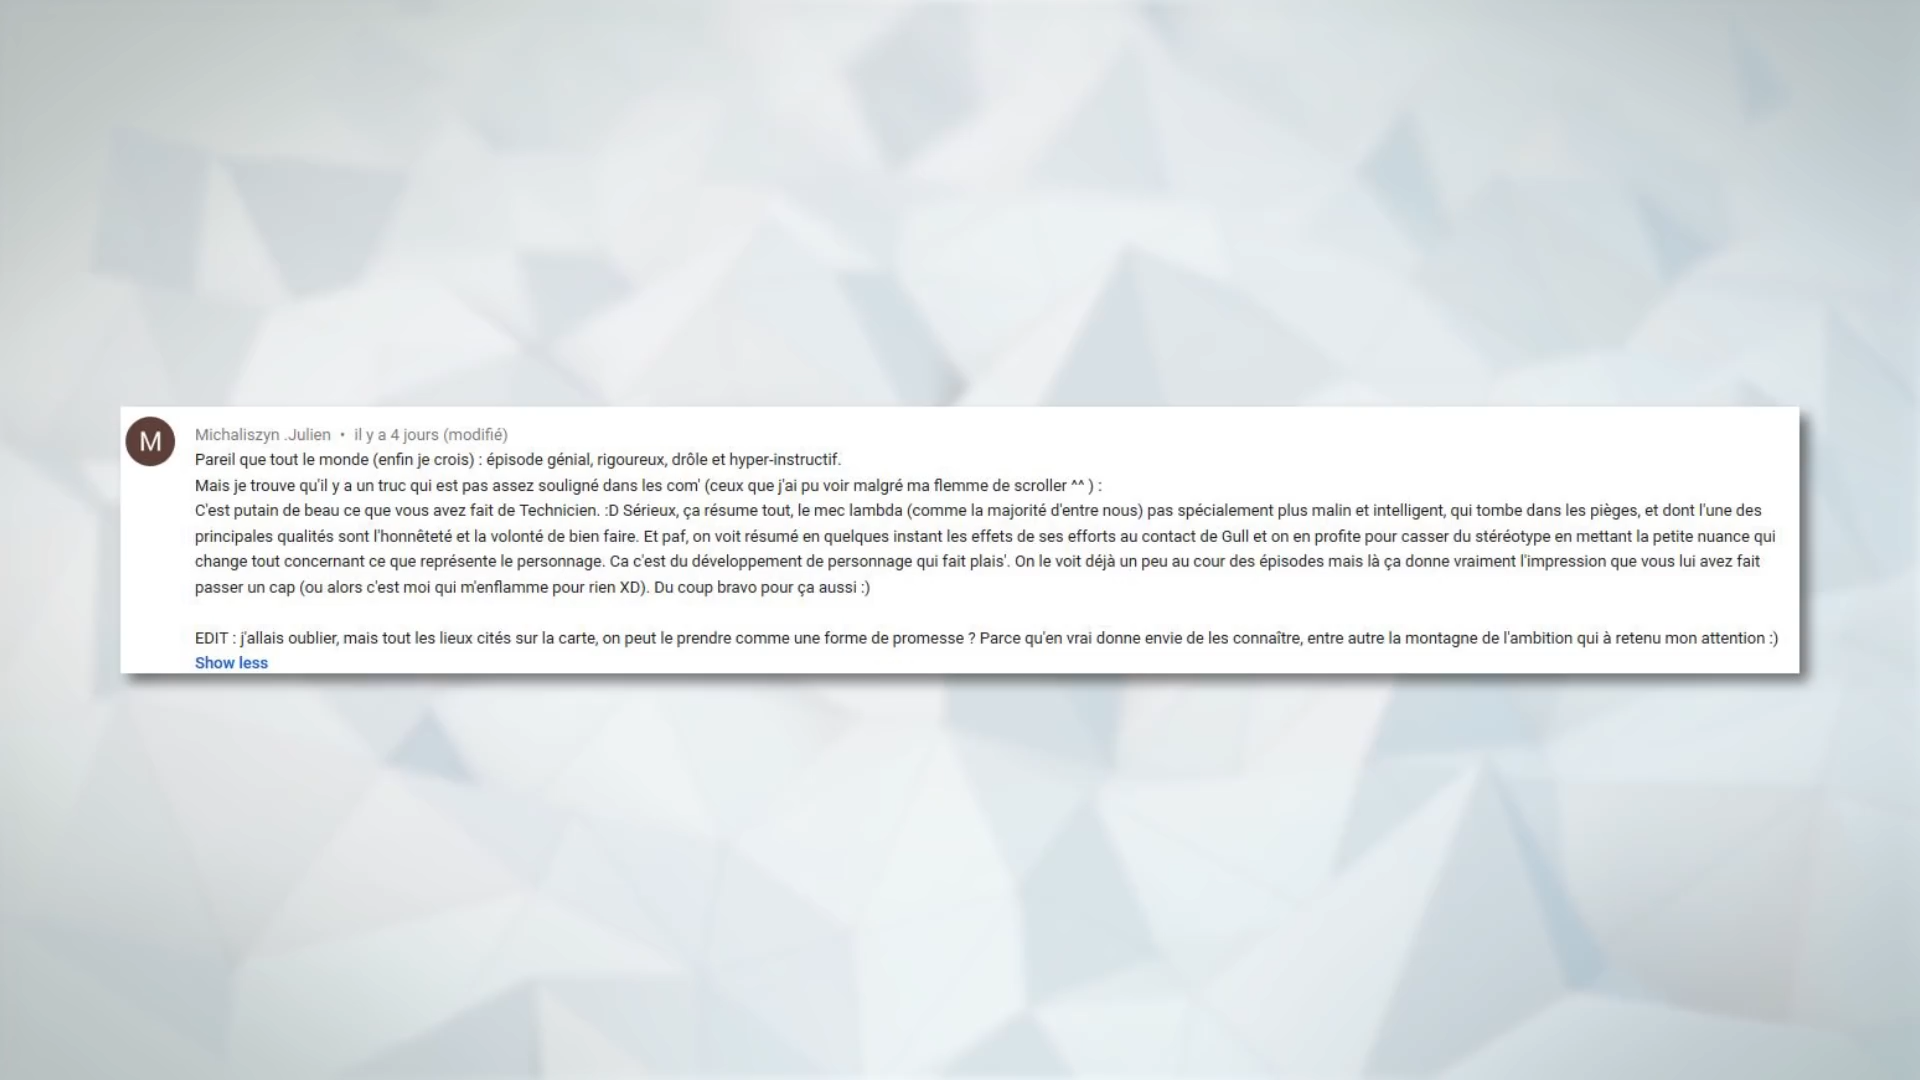 M
Michaliszyn .Julien • il y a 4 jours (modifié)
Pareil que tout le monde (enfin je crois) : épisode génial, rigoureux, drôle et hyper-instructif.
Mais je trouve qu'il y a un truc qui est pas assez souligné dans les com' (ceux que j'ai pu voir malgré ma flemme de scroller ^^ ) :
C'est putain de beau ce que vous avez fait de Technicien. :D Sérieux, ça résume tout, le mec lambda (comme la majorité d'entre nous) pas spécialement plus malin et intelligent, qui tombe dans les pièges, et dont l'une des
principales qualités sont l'honnêteté et la volonté de bien faire. Et paf, on voit résumé en quelques instant les effets de ses efforts au contact de Gull et on en profite pour casser du stéréotype en mettant la petite nuance qui
change tout concernant ce que représente le personnage. Ca c'est du développement de personnage qui fait plais'. On le voit déjà un peu au cour des épisodes mais là ça donne vraiment l'impression que vous lui avez fait
passer un cap (ou alors c'est moi qui m'enflamme pour rien XD). Du coup bravo pour ça aussi :)
EDIT : j'allais oublier, mais tout les lieux cités sur la carte, on peut le prendre comme une forme de promesse ? Parce qu'en vrai donne envie de les connaître, entre autre la montagne de l'ambition qui à retenu mon attention :)
Show less